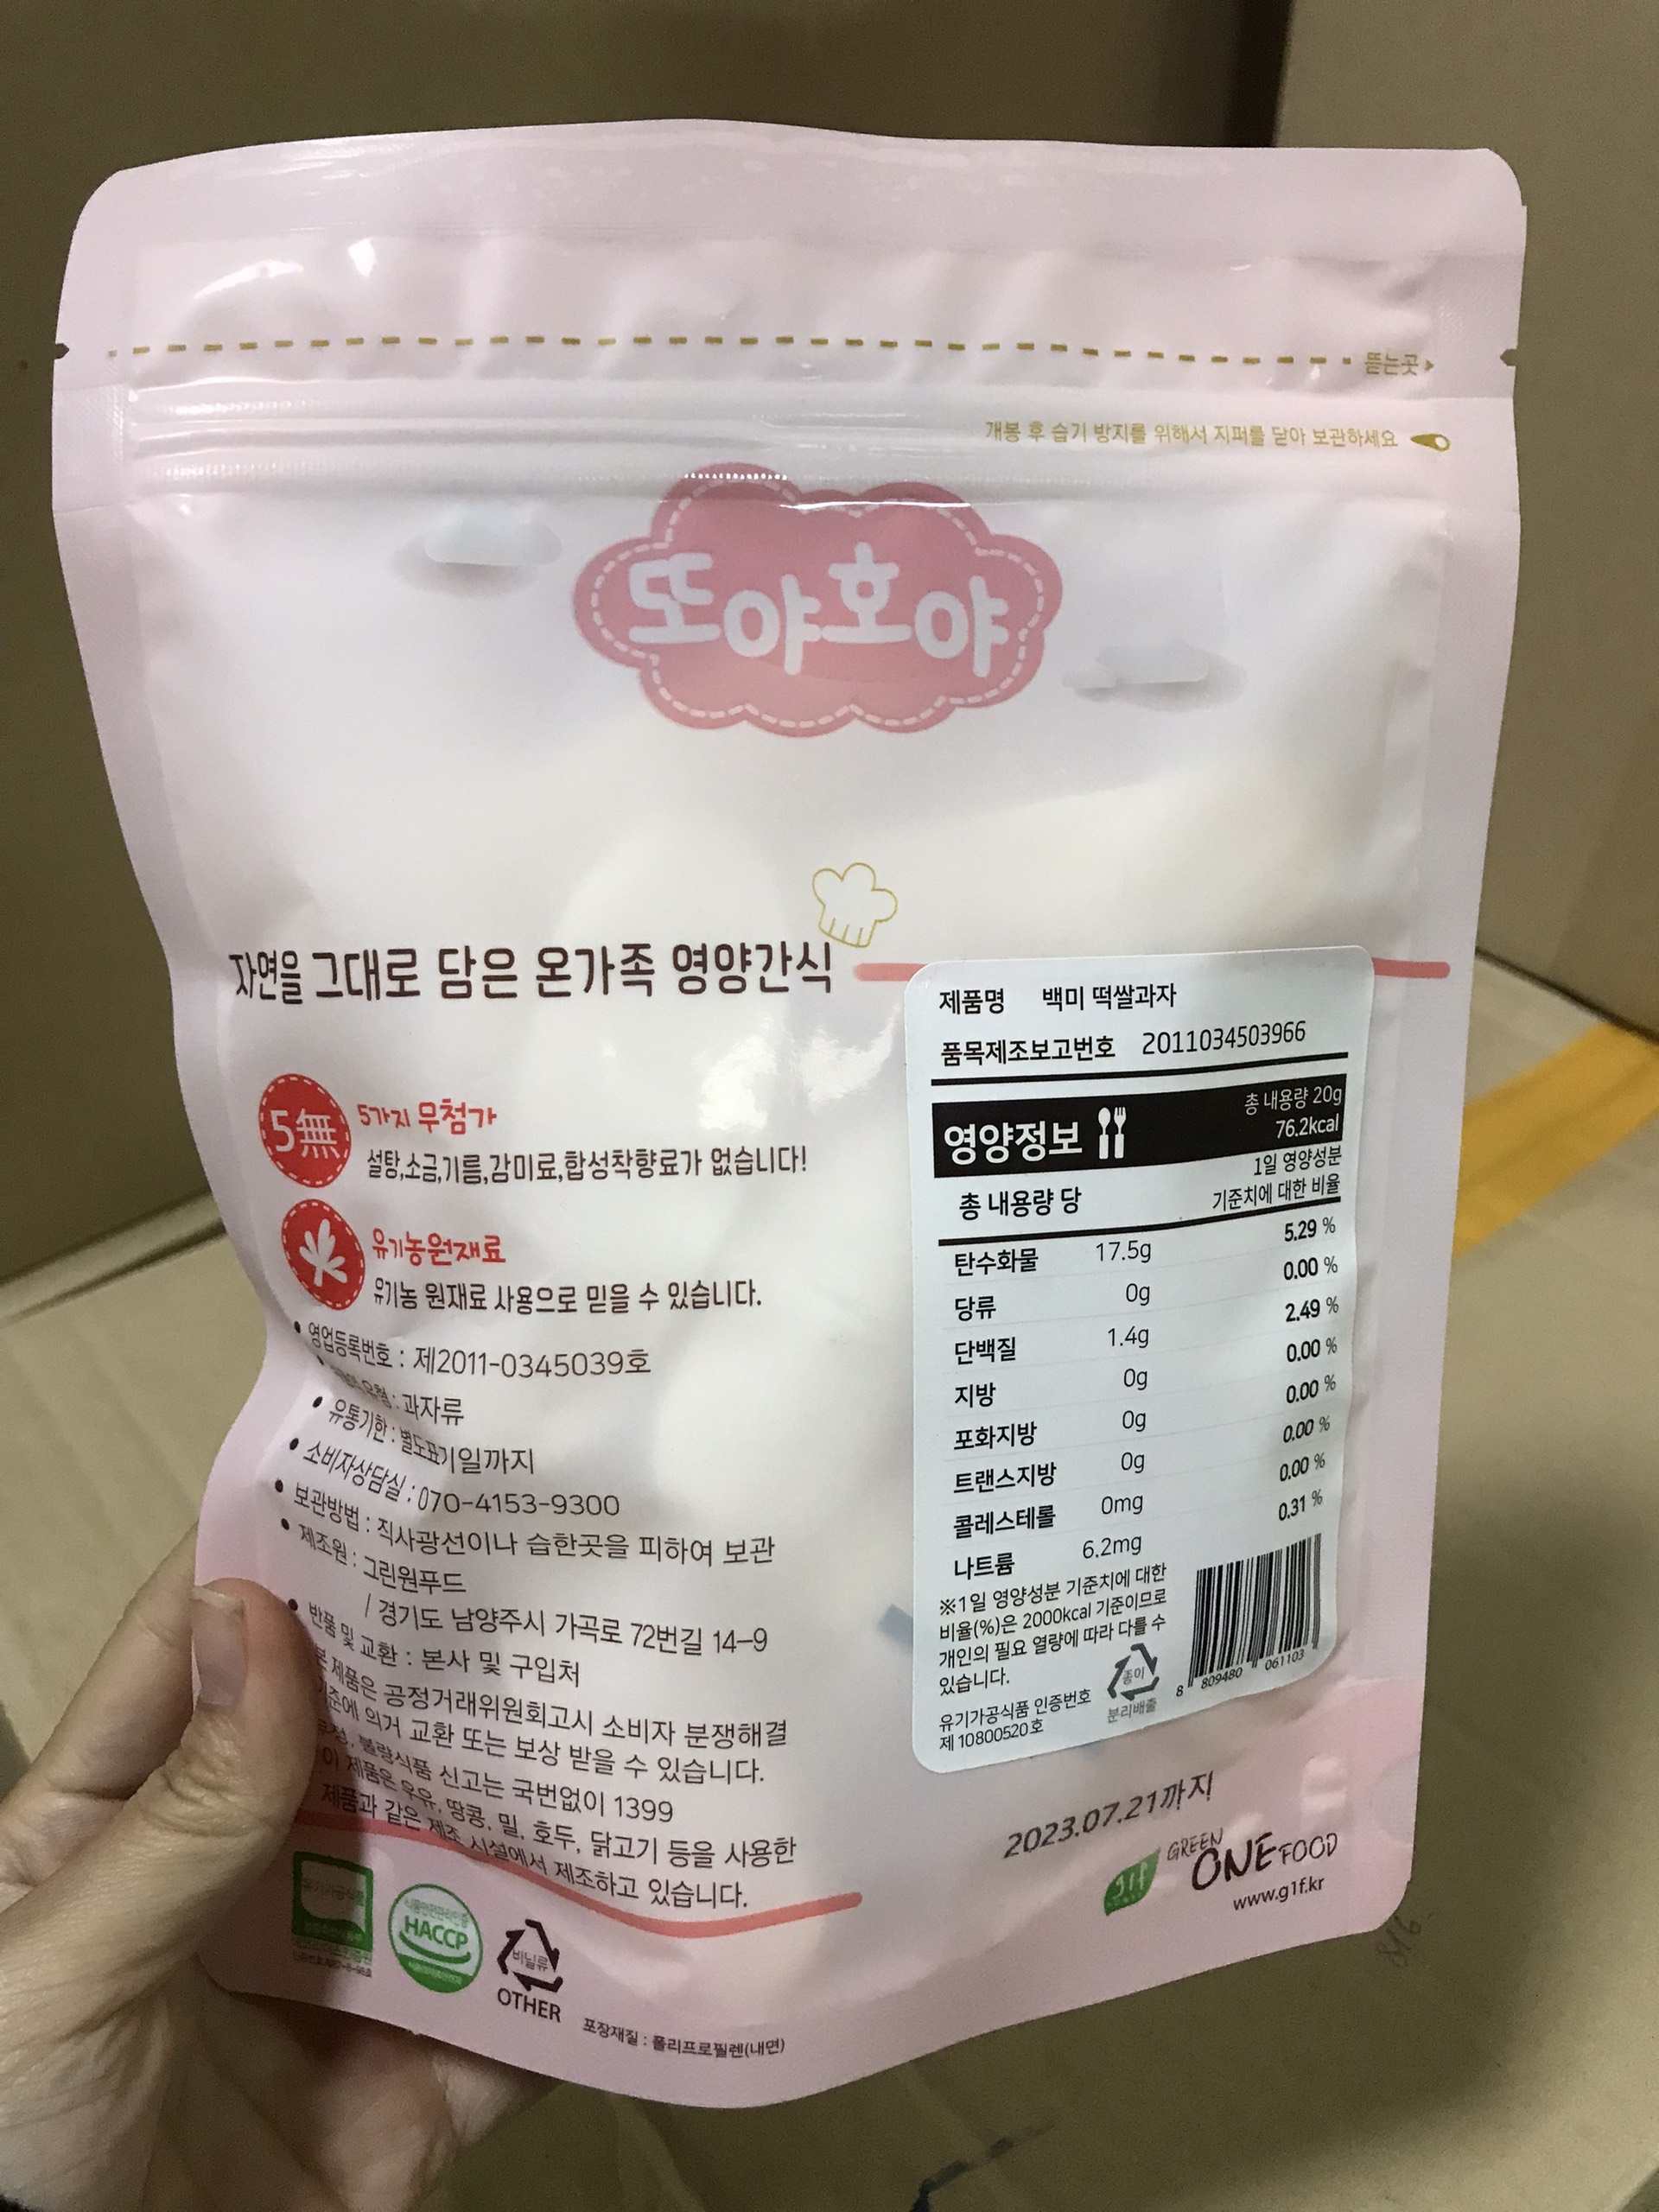 뜯는곳
개봉 후 습기 방지를 위해서 지퍼를 닫아 보관하세요
또야호야
자연을 그대로 담은 온가족 영양간식
5無
5가지 무첨가
설탕,소금,기름,감미료,합성착향료가 없습니다!
유기농원재료
유기농 원재료 사용으로 믿을 수 있습니다.
• 영업등록번호 : 제2011-0345039호
유형 : 과자류
• 유통기한 : 별도표기일까지
• 소비자상담실 : 070-4153-9300
• 보관방법 : 직사광선이나 습한곳을 피하여 보관
• 제조원 : 그린원푸드
/ 경기도 남양주시 가곡로 72번길 14-9
• 반품 및 교환 : 본사 및 구입처
본 제품은 공정거래위원회고시 소비자 분쟁해결
기준에 의거 교환 또는 보상 받을 수 있습니다.
부정, 불량식품 신고는 국번없이 1399
이 제품은 우유, 땅콩, 밀, 호두, 닭고기 등을 사용한
제품과 같은 제조 시설에서 제조하고 있습니다.
유기가공식품
HACCP
비닐류
OTHER
포장재질 : 폴리프로필렌(내면)
제품명 백미 떡쌀과자
품목제조보고번호 2011034503966
영양정보
총 내용량 20g
76.2kcal
총 내용량 당
1일 영양성분
기준치에 대한 비율
탄수화물 17.5g 5.29 %
당류 0g 0.00 %
단백질 1.4g 2.49 %
지방 0g 0.00 %
포화지방 0g 0.00 %
트랜스지방 0g 0.00 %
콜레스테롤 0mg 0.00 %
나트륨 6.2mg 0.31 %
※1일 영양성분 기준치에 대한
비율(%)은 2000kcal 기준이므로
개인의 필요 열량에 따라 다를 수
있습니다.
유기가공식품 인증번호
제 10800520호
종이
분리배출
8 809480 061103
2023.07.21까지
g1f
GREEN
ONE FOOD
www.g1f.kr